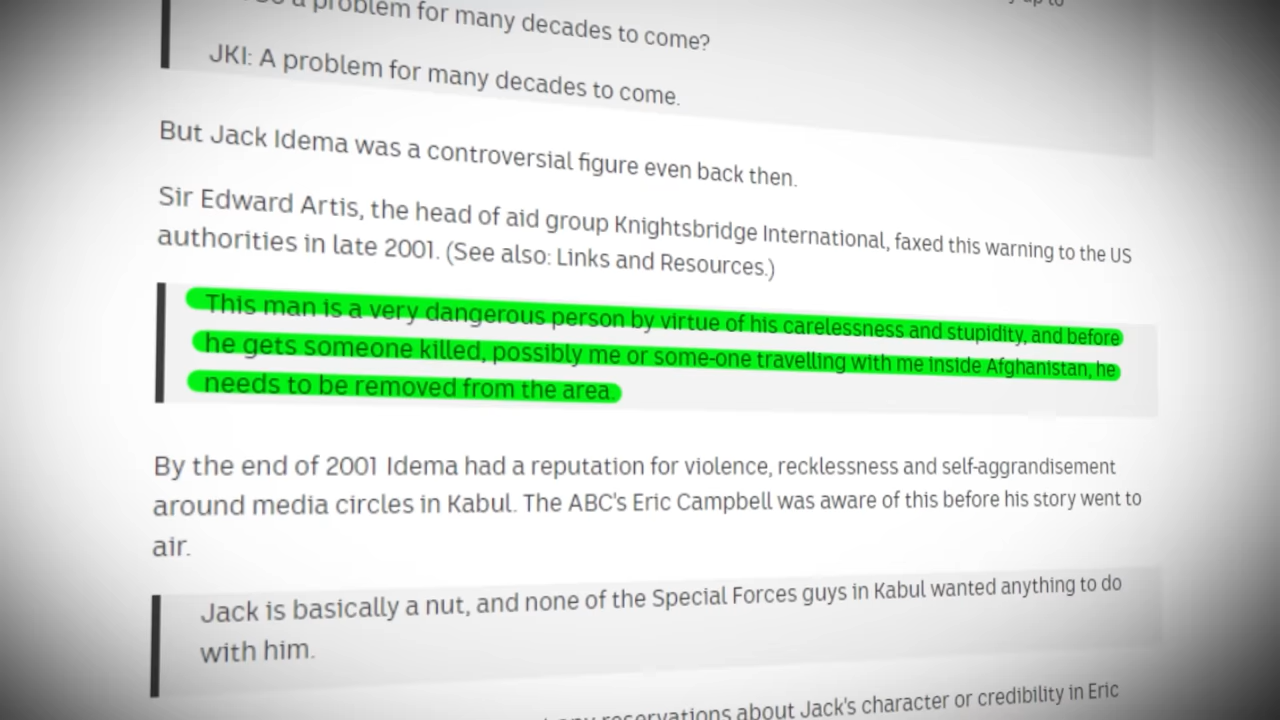 a problem for many decades to come?
JKI: A problem for many decades to come.
But Jack Idema was a controversial figure even back then.
Sir Edward Artis, the head of aid group Knightsbridge International, faxed this warning to the US
authorities in late 2001. (See also: Links and Resources.)
This man is a very dangerous person by virtue of his carelessness and stupidity, and before
he gets someone killed, possibly me or some-one travelling with me inside Afghanistan, he
needs to be removed from the area.
By the end of 2001 Idema had a reputation for violence, recklessness and self-aggrandisement
around media circles in Kabul. The ABC's Eric Campbell was aware of this before his story went to
air.
Jack is basically a nut, and none of the Special Forces guys in Kabul wanted anything to do
with him.
reservations about Jack's character or credibility in Eric